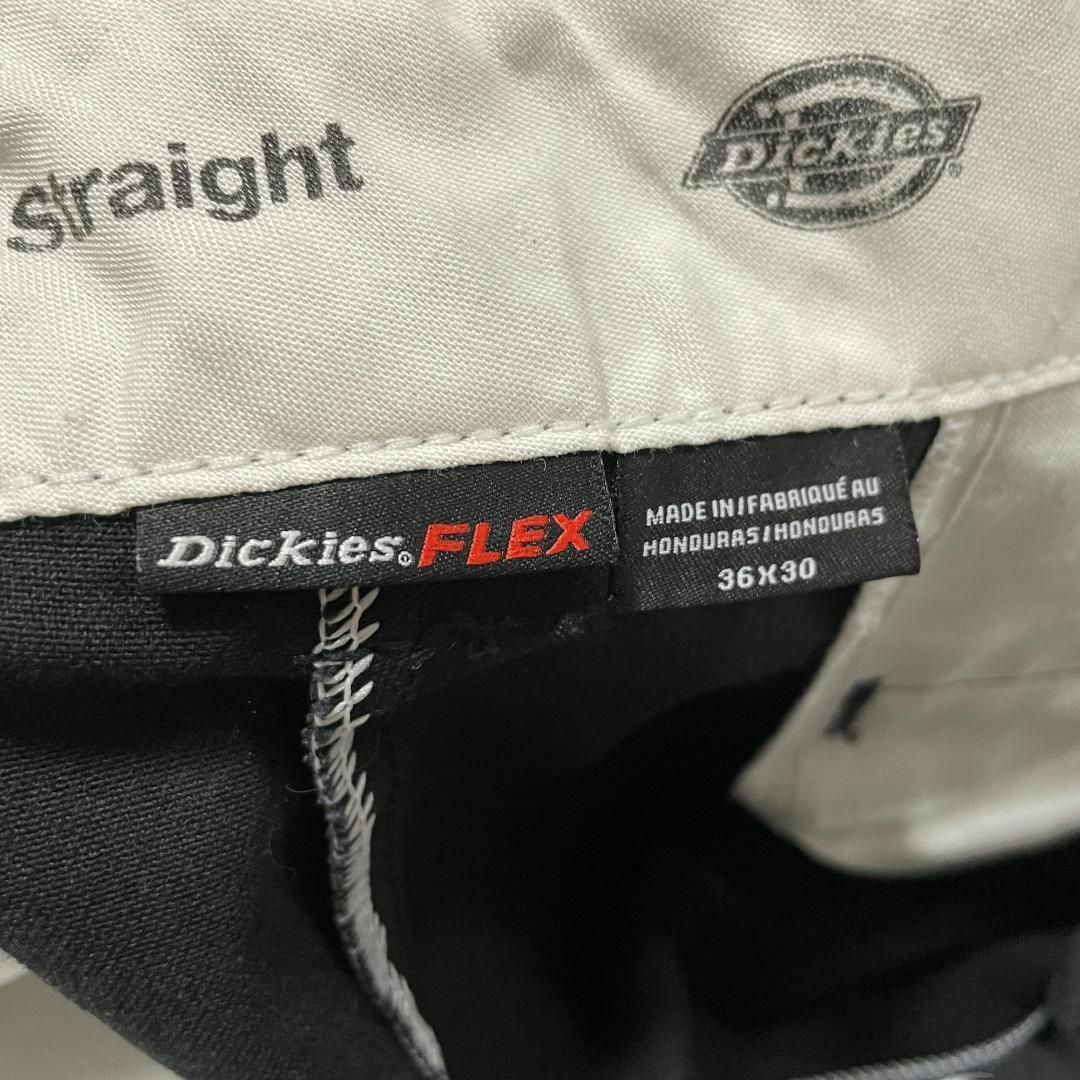 straight
Dickies®
Dickies® FLEX
MADE IN/FABRIQUÉ AU
HONDURAS/HONDURAS
36X30